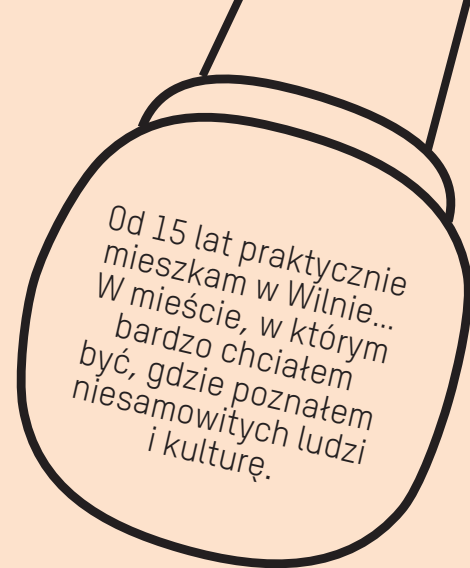 Od 15 lat praktycznie
mieszkam w Wilnie...
W mieście, w którym
bardzo chciałem
być, gdzie poznałem
niesamowitych ludzi
i kulturę.